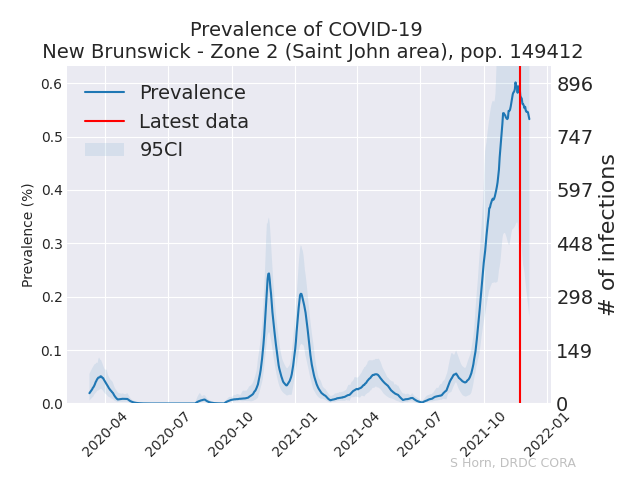 Prevalence of COVID-19
New Brunswick - Zone 2 (Saint John area), pop. 149412
Prevalence
Latest data
95CI
Prevalence (%)
0.6
0.5
0.4
0.3
0.2
0.1
0.0
896
747
597
448
298
149
0
# of infections
2020-04
2020-07
2020-10
2021-01
2021-04
2021-07
2021-10
2022-01
S Horn, DRDC CORA